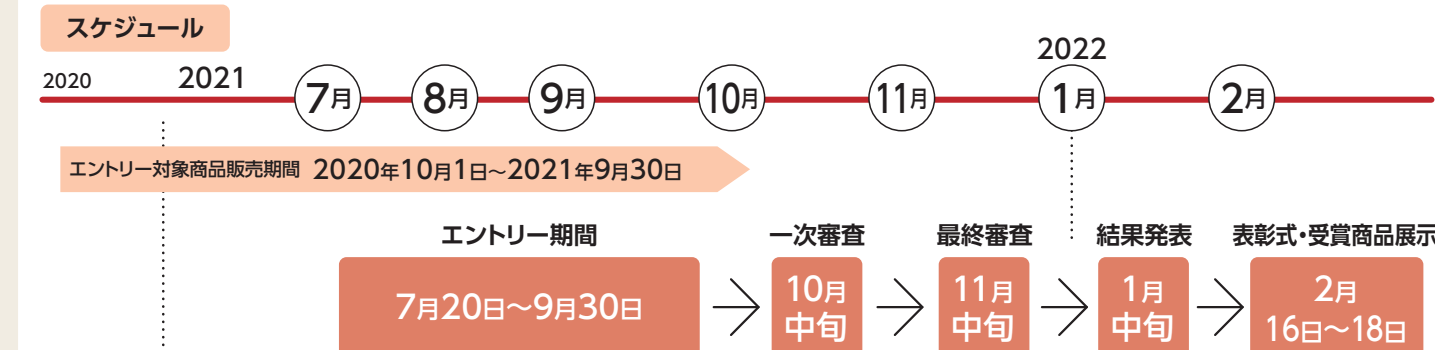 スケジュール
2020
2021
2022
7月
8月
9月
10月
11月
1月
2月
エントリー対象商品販売期間 2020年10月1日〜2021年9月30日
エントリー期間
7月20日〜9月30日
一次審査
10月
中旬
最終審査
11月
中旬
結果発表
1月
中旬
表彰式・受賞商品展示
2月
16日〜18日